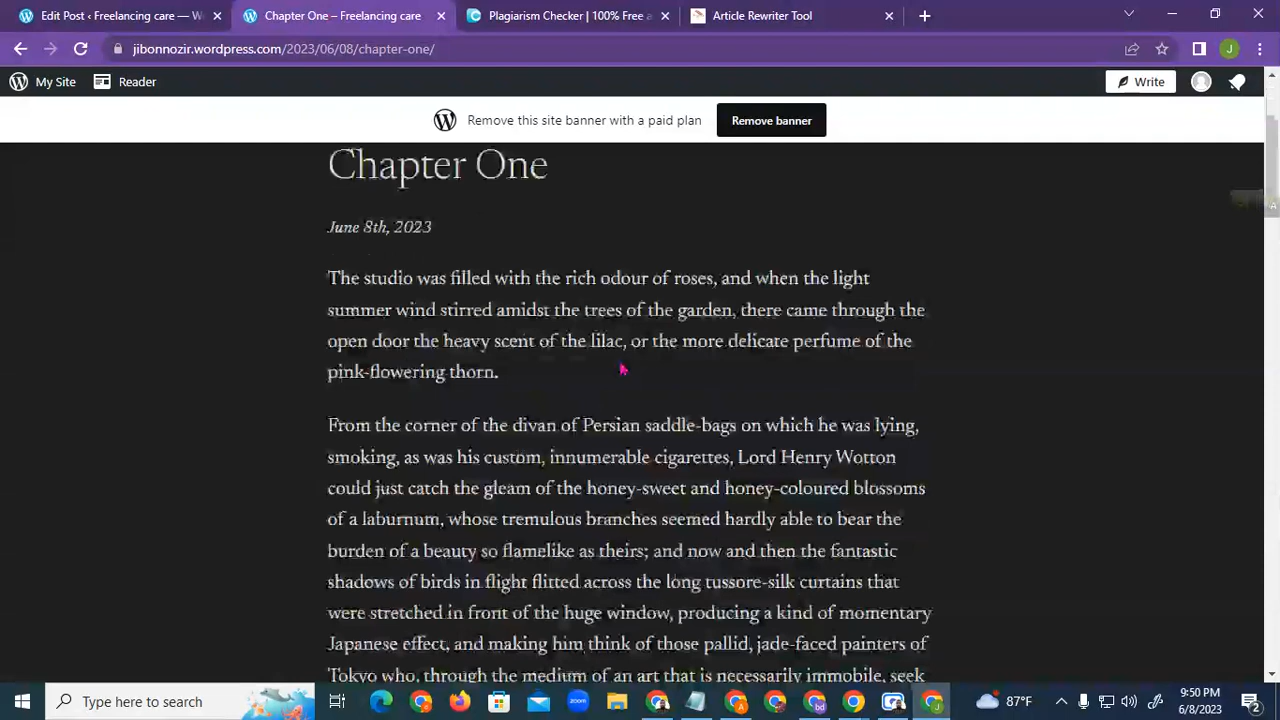 Edit Post ‹ Freelancing care — W
Chapter One – Freelancing care
Plagiarism Checker | 100% Free a
Article Rewriter Tool
jibonnozir.wordpress.com/2023/06/08/chapter-one/
J
My Site
Reader
Write
Remove this site banner with a paid plan
Remove banner
Chapter One
June 8th, 2023
The studio was filled with the rich odour of roses, and when the light
summer wind stirred amidst the trees of the garden, there came through the
open door the heavy scent of the lilac, or the more delicate perfume of the
pink-flowering thorn.
From the corner of the divan of Persian saddle-bags on which he was lying,
smoking, as was his custom, innumerable cigarettes, Lord Henry Wotton
could just catch the gleam of the honey-sweet and honey-coloured blossoms
of a laburnum, whose tremulous branches seemed hardly able to bear the
burden of a beauty so flamelike as theirs; and now and then the fantastic
shadows of birds in flight flitted across the long tussore-silk curtains that
were stretched in front of the huge window, producing a kind of momentary
Japanese effect, and making him think of those pallid, jade-faced painters of
Tokyo who, through the medium of an art that is necessarily immobile, seek
Type here to search
zoom
87°F
9:50 PM
6/8/2023
2